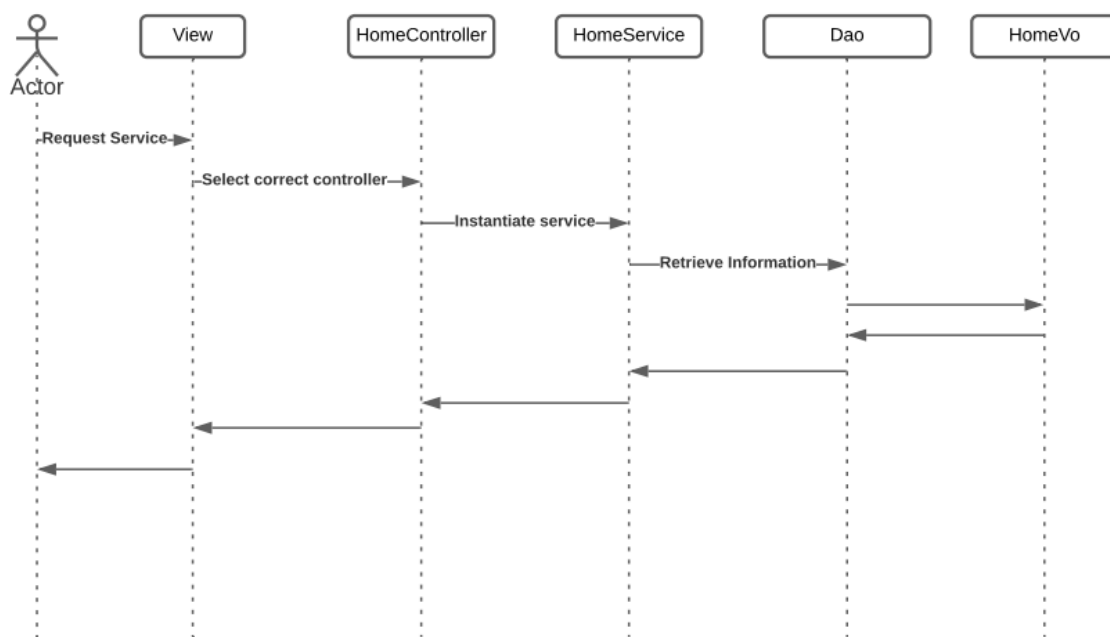 View
HomeController
HomeService
Dao
HomeVo
Actor
Request Service
Select correct controller
Instantiate service
Retrieve Information